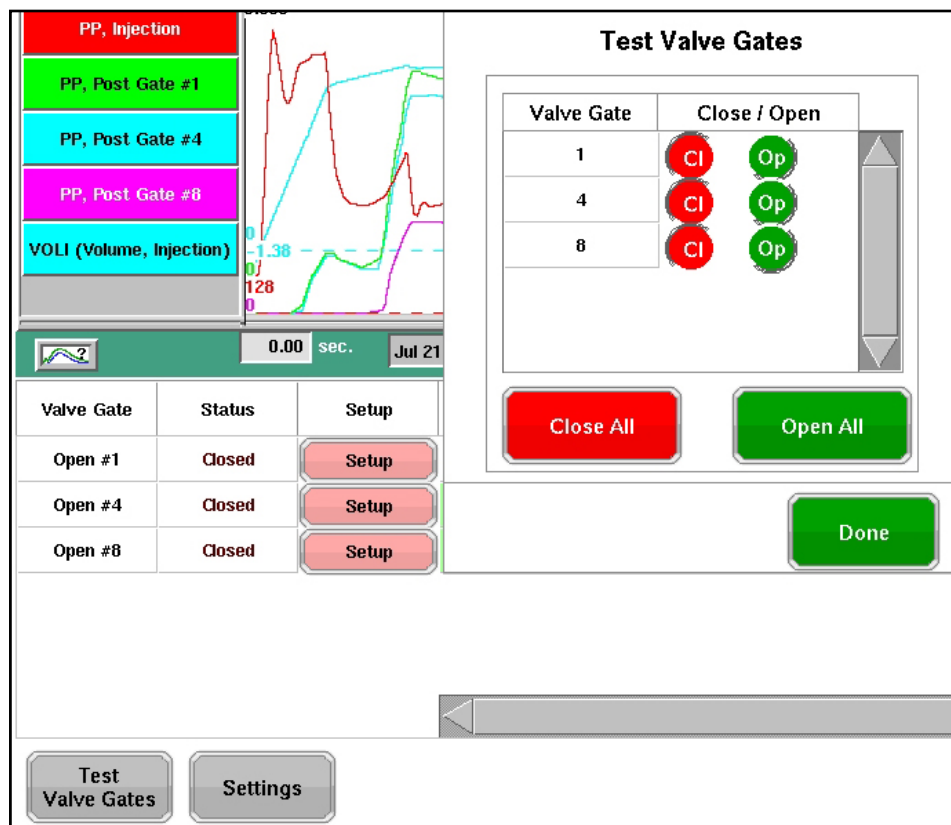 PP, Injection
PP, Post Gate #1
PP, Post Gate #4
PP, Post Gate #8
VOLI (Volume, Injection)
0
-1.38
0
128
0
0.00 sec. Jul 21
?
Valve Gate Status Setup
Open #1 Closed Setup
Open #4 Closed Setup
Open #8 Closed Setup
Test
Valve Gates
Settings
Test Valve Gates
Valve Gate Close / Open
1 Cl Op
4 Cl Op
8 Cl Op
Close All Open All
Done